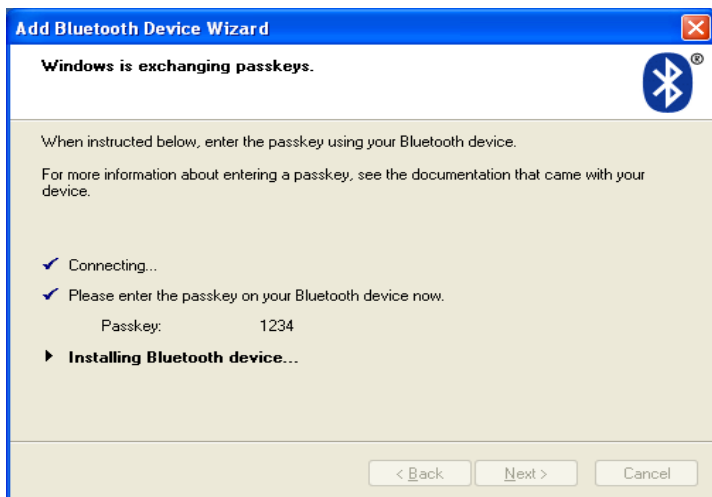 Add Bluetooth Device Wizard
Windows is exchanging passkeys.
®
When instructed below, enter the passkey using your Bluetooth device.
For more information about entering a passkey, see the documentation that came with your
device.
Connecting...
Please enter the passkey on your Bluetooth device now.
Passkey: 1234
Installing Bluetooth device...
< Back Next > Cancel